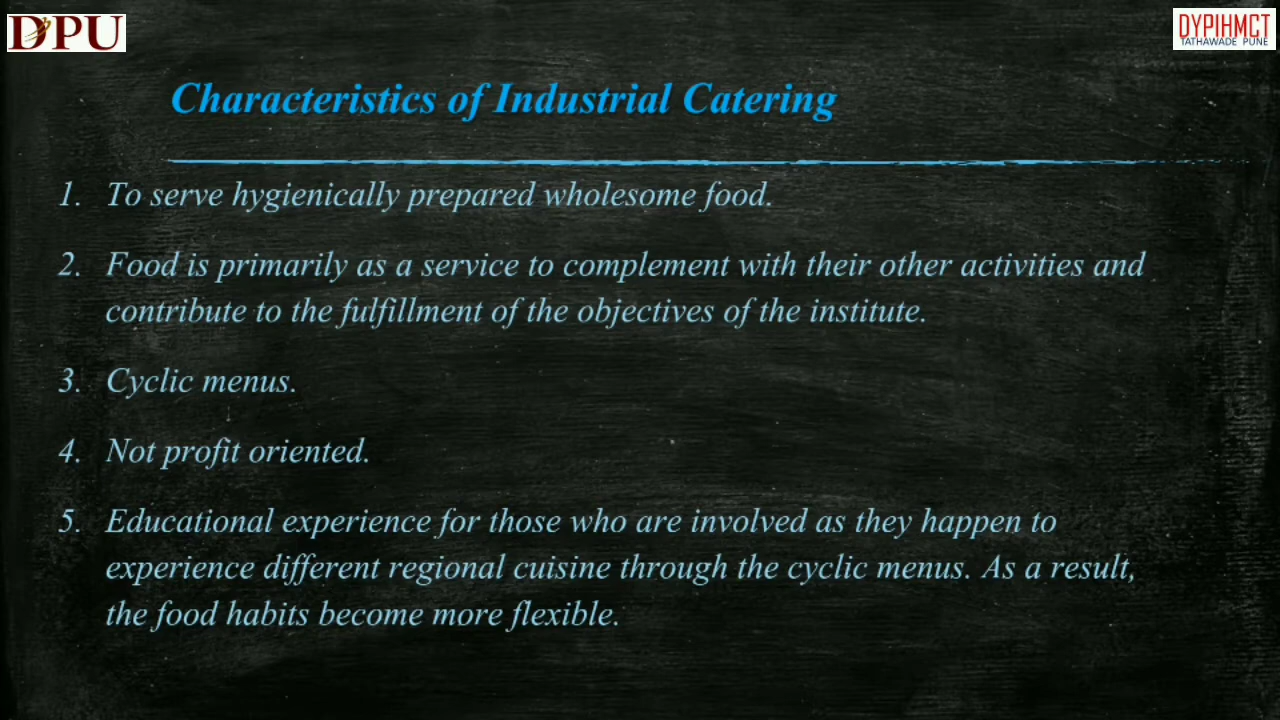 DPU
DYPIHMCT
TATHAWADE PUNE
Characteristics of Industrial Catering
1. To serve hygienically prepared wholesome food.
2. Food is primarily as a service to complement with their other activities and
contribute to the fulfillment of the objectives of the institute.
3. Cyclic menus.
4. Not profit oriented.
5. Educational experience for those who are involved as they happen to
experience different regional cuisine through the cyclic menus. As a result,
the food habits become more flexible.